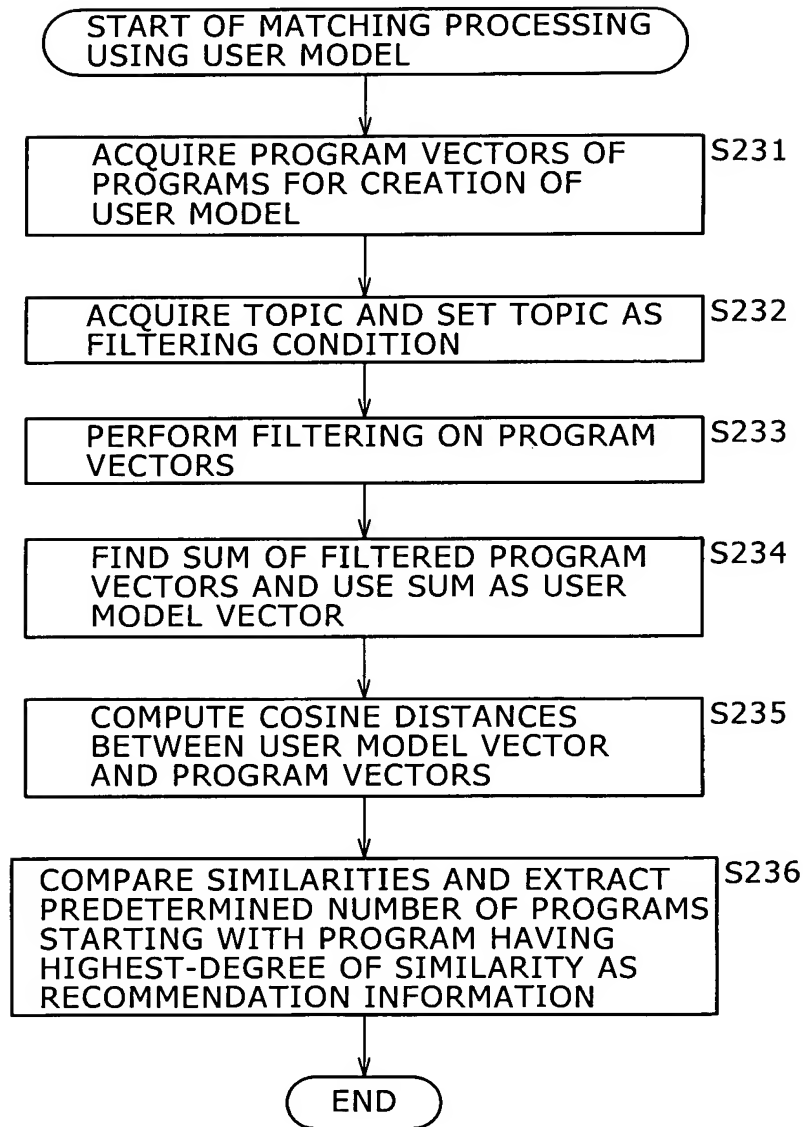 START OF MATCHING PROCESSING
USING USER MODEL
ACQUIRE PROGRAM VECTORS OF
PROGRAMS FOR CREATION OF
USER MODEL
S231
ACQUIRE TOPIC AND SET TOPIC AS
FILTERING CONDITION
S232
PERFORM FILTERING ON PROGRAM
VECTORS
S233
FIND SUM OF FILTERED PROGRAM
VECTORS AND USE SUM AS USER
MODEL VECTOR
S234
COMPUTE COSINE DISTANCES
BETWEEN USER MODEL VECTOR
AND PROGRAM VECTORS
S235
COMPARE SIMILARITIES AND EXTRACT
PREDETERMINED NUMBER OF PROGRAMS
STARTING WITH PROGRAM HAVING
HIGHEST-DEGREE OF SIMILARITY AS
RECOMMENDATION INFORMATION
S236
END